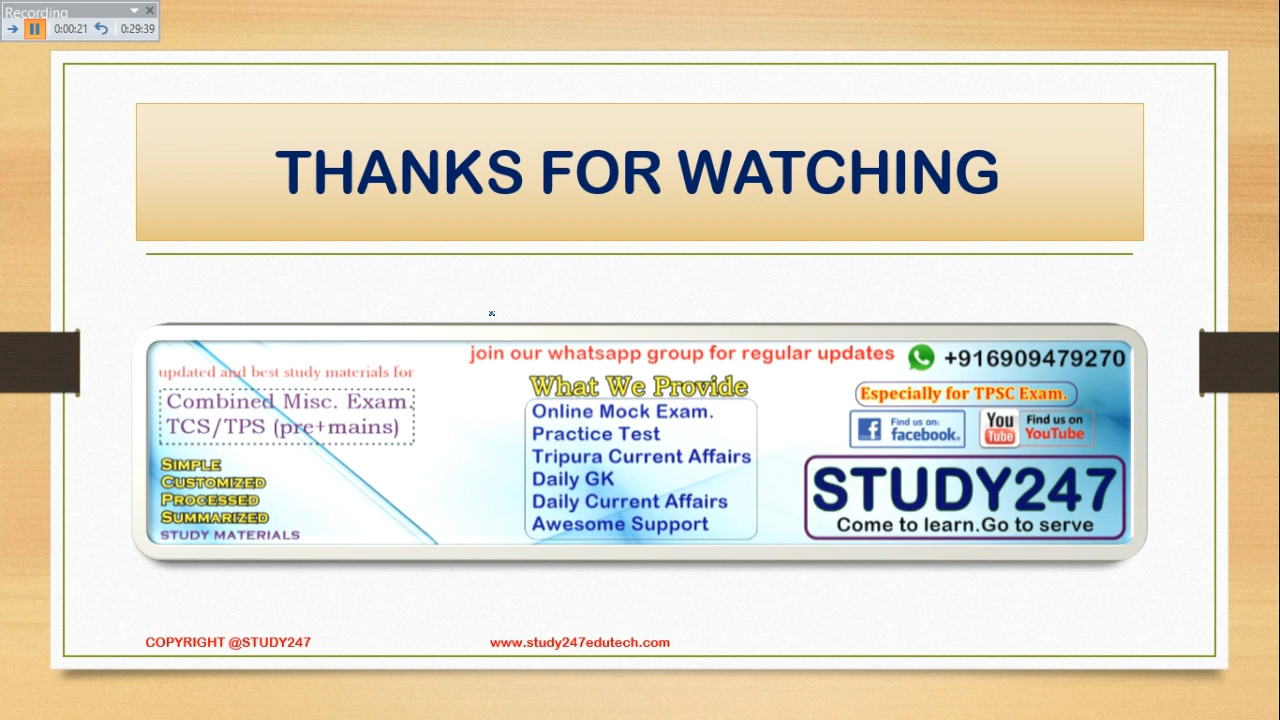 Recording
0:00:21 0:29:39
THANKS FOR WATCHING
join our whatsapp group for regular updates +916909479270
updated and best study materials for
Combined Misc. Exam.
TCS/TPS (pre+mains)
SIMPLE
CUSTOMIZED
PROCESSED
SUMMARIZED
STUDY MATERIALS
What We Provide
Online Mock Exam.
Practice Test
Tripura Current Affairs
Daily GK
Daily Current Affairs
Awesome Support
Especially for TPSC Exam.
Find us on:
facebook.
You Tube
Find us on
YouTube
STUDY247
Come to learn.Go to serve
COPYRIGHT @STUDY247 www.study247edutech.com